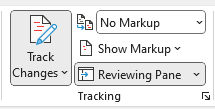 Track
Changes
No Markup
Show Markup
Reviewing Pane
Tracking